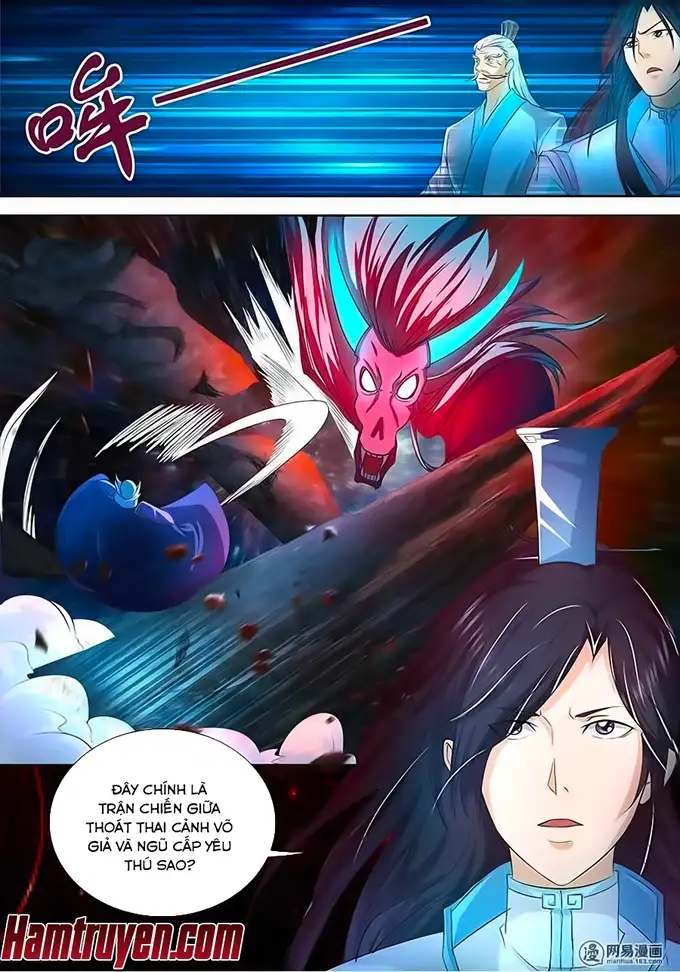 哞
ĐÂY CHÍNH LÀ
TRẬN CHIẾN GIỮA
THOÁT THAI CẢNH VÕ
GIẢ VÀ NGŨ CẤP YÊU
THÚ SAO?
Hamtruyen.com
网易漫画
manhua.163.com